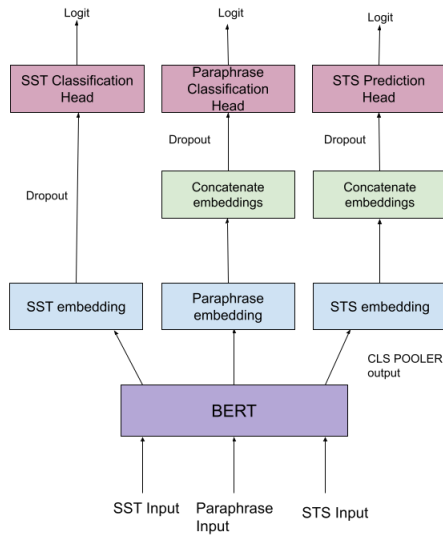 Logit
Logit
Logit
SST Classification
Head
Paraphrase
Classification
Head
STS Prediction
Head
Dropout
Dropout
Dropout
Concatenate
embeddings
Concatenate
embeddings
SST embedding
Paraphrase
embedding
STS embedding
CLS POOLER
output
BERT
SST Input
Paraphrase
Input
STS Input